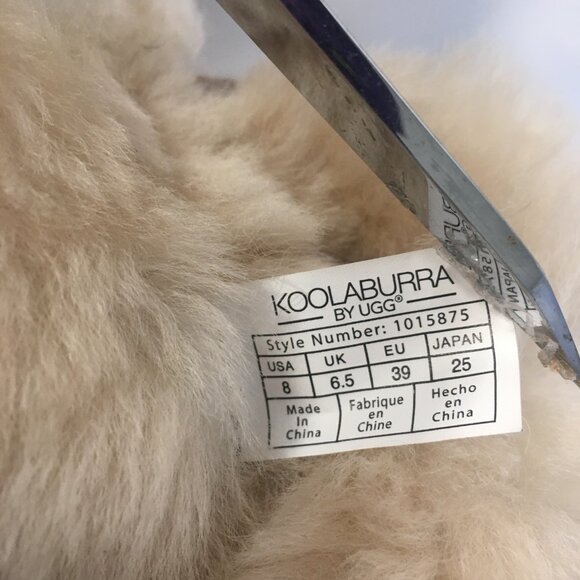 KOOLABURRA
BY UGG®
Style Number: 1015875
USA UK EU JAPAN
8 6.5 39 25
Made Fabrique Hecho
In en en
China Chine China